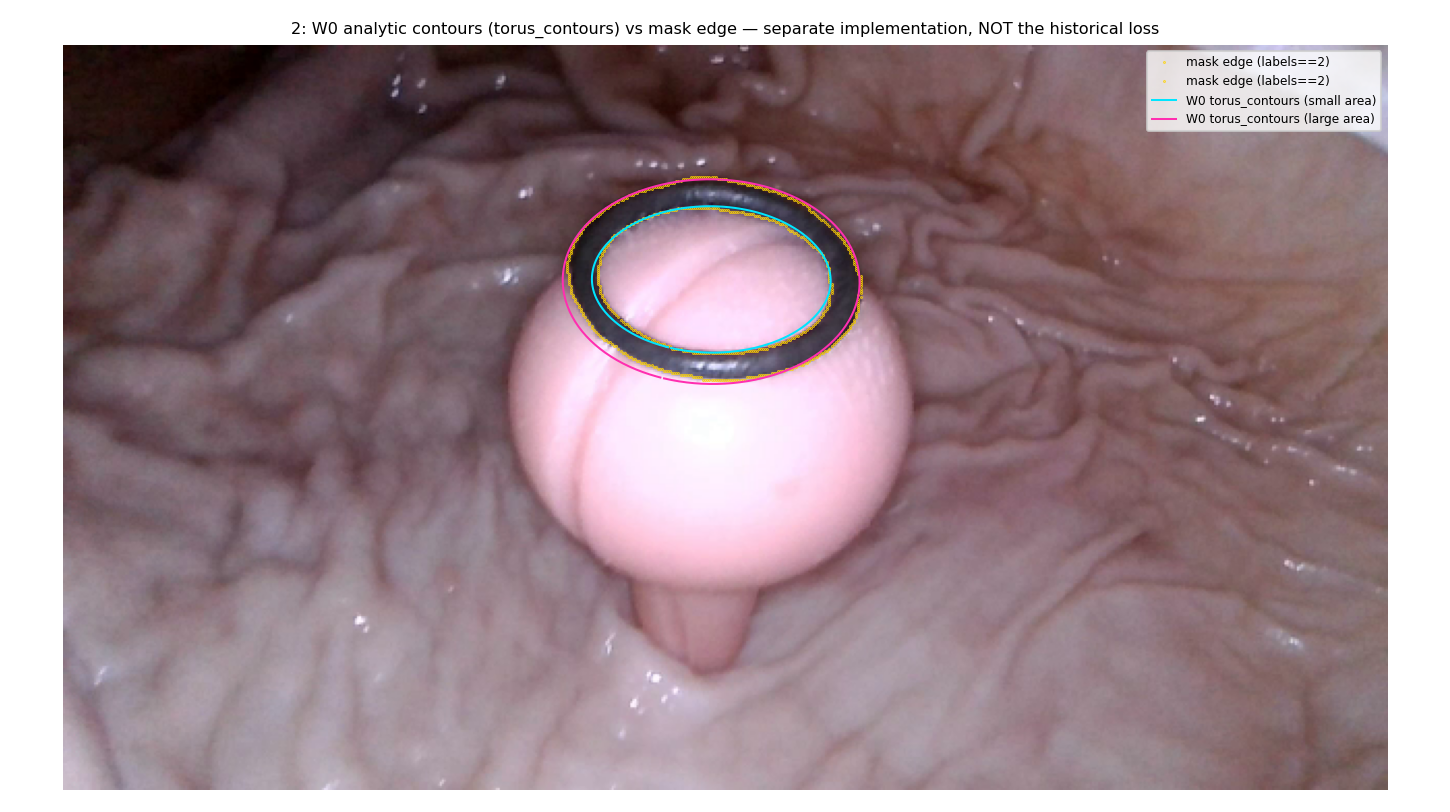 2: W0 analytic contours (torus_contours) vs mask edge — separate implementation, NOT the historical loss
mask edge (labels==2)
mask edge (labels==2)
W0 torus_contours (small area)
W0 torus_contours (large area)